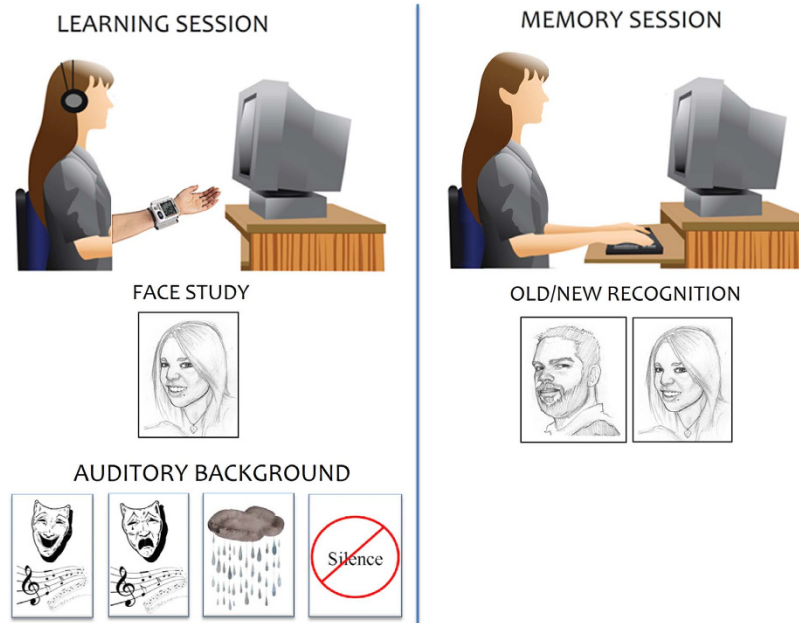 LEARNING SESSION
FACE STUDY
AUDITORY BACKGROUND
Silence
MEMORY SESSION
OLD/NEW RECOGNITION